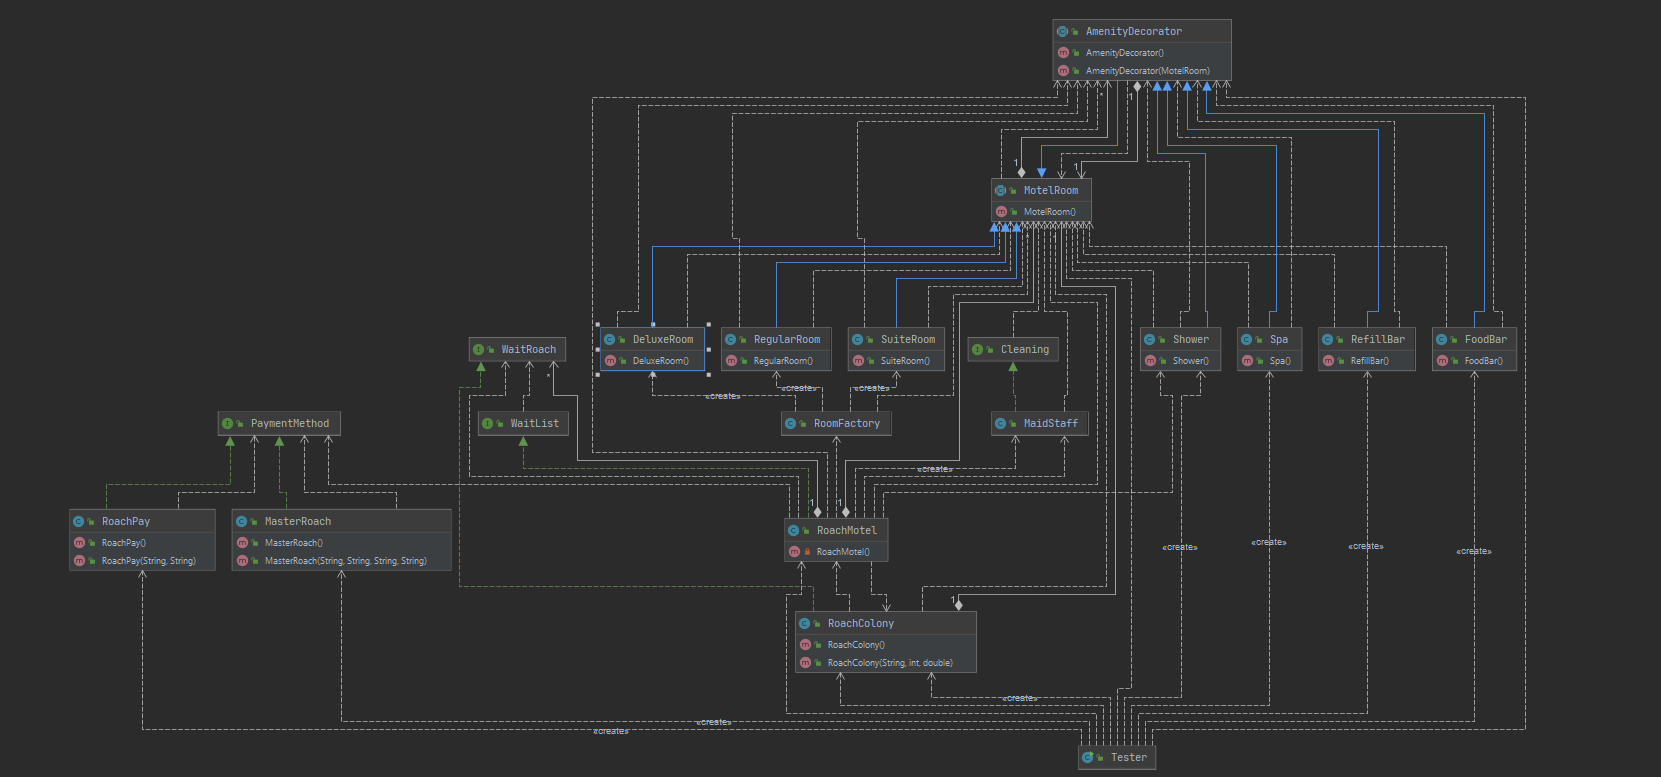 AmenityDecorator
AmenityDecorator()
AmenityDecorator(MotelRoom)
*
1
1
1
MotelRoom
MotelRoom()
DeluxeRoom
DeluxeRoom()
RegularRoom
RegularRoom()
SuiteRoom
SuiteRoom()
Cleaning
Shower
Shower()
Spa
Spa()
RefillBar
RefillBar()
FoodBar
FoodBar()
WaitRoach
*
«create»
«create»
«create»
PaymentMethod
WaitList
RoomFactory
MaidStaff
«create»
1
1
RoachPay
RoachPay()
RoachPay(String, String)
MasterRoach
MasterRoach()
MasterRoach(String, String, String, String)
RoachMotel
RoachMotel()
«create»
«create»
«create»
«create»
1
RoachColony
RoachColony()
RoachColony(String, int, double)
«create»
«create»
«create»
Tester